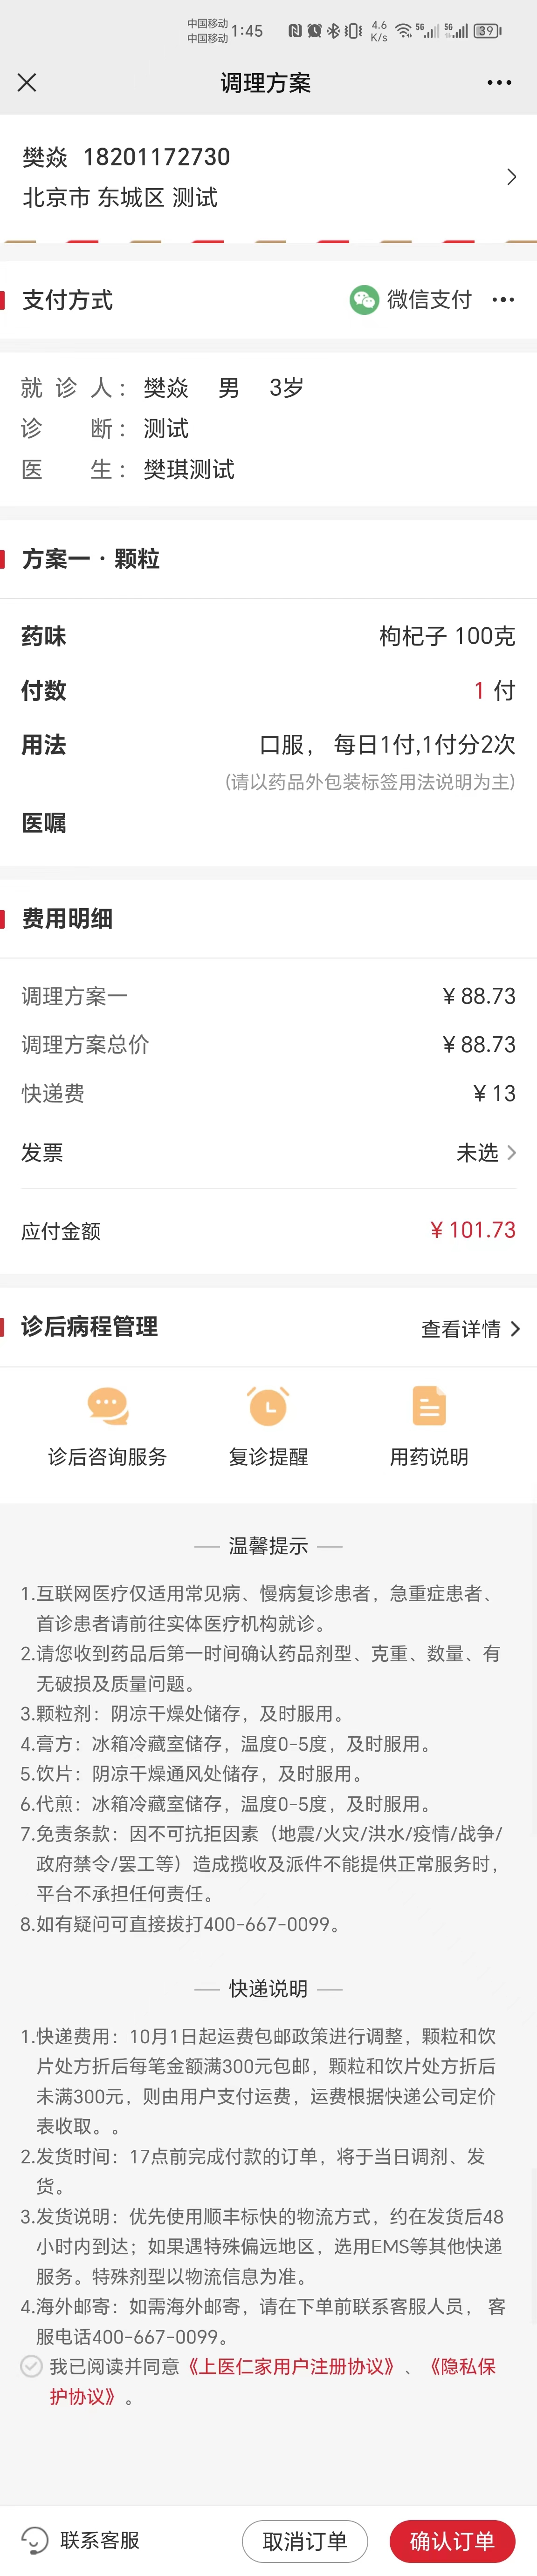 中国移动
中国移动
1:45
4.6
K/s
5G
5G
39
调理方案
樊焱 18201172730
北京市 东城区 测试
支付方式
微信支付
就诊人： 樊焱 男 3岁
诊断： 测试
医生： 樊琪测试
方案一 · 颗粒
药味 枸杞子 100克
付数 1 付
用法 口服， 每日1付,1付分2次
(请以药品外包装标签用法说明为主)
医嘱
费用明细
调理方案一 ￥88.73
调理方案总价 ￥88.73
快递费 ￥13
发票 未选
应付金额 ￥101.73
诊后病程管理 查看详情
诊后咨询服务 复诊提醒 用药说明
温馨提示
1.互联网医疗仅适用常见病、慢病复诊患者，急重症患者、
首诊患者请前往实体医疗机构就诊。
2.请您收到药品后第一时间确认药品剂型、克重、数量、有
无破损及质量问题。
3.颗粒剂：阴凉干燥处储存，及时服用。
4.膏方：冰箱冷藏室储存，温度0-5度，及时服用。
5.饮片：阴凉干燥通风处储存，及时服用。
6.代煎：冰箱冷藏室储存，温度0-5度，及时服用。
7.免责条款：因不可抗拒因素（地震/火灾/洪水/疫情/战争/
政府禁令/罢工等）造成揽收及派件不能提供正常服务时，
平台不承担任何责任。
8.如有疑问可直接拔打400-667-0099。
快递说明
1.快递费用：10月1日起运费包邮政策进行调整，颗粒和饮
片处方折后每笔金额满300元包邮，颗粒和饮片处方折后
未满300元，则由用户支付运费，运费根据快递公司定价
表收取。。
2.发货时间：17点前完成付款的订单，将于当日调剂、发
货。
3.发货说明：优先使用顺丰标快的物流方式，约在发货后48
小时内到达；如果遇特殊偏远地区，选用EMS等其他快递
服务。特殊剂型以物流信息为准。
4.海外邮寄：如需海外邮寄，请在下单前联系客服人员， 客
服电话400-667-0099。
我已阅读并同意《上医仁家用户注册协议》、《隐私保
护协议》。
联系客服 取消订单 确认订单